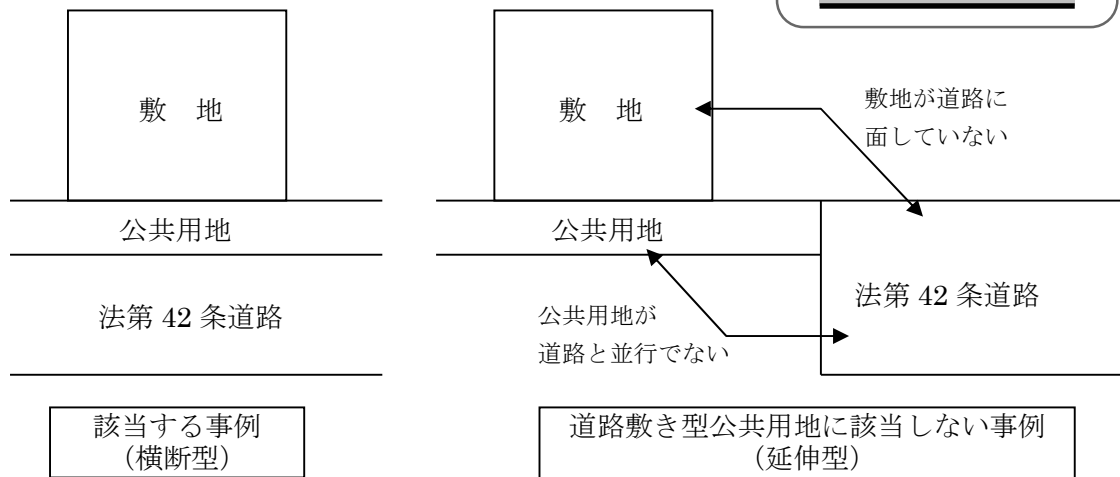 敷 地
公共用地
法第 42 条道路
該当する事例
(横断型)
敷 地
敷地が道路に
面していない
公共用地
法第 42 条道路
公共用地が
道路と並行でない
道路敷き型公共用地に該当しない事例
(延伸型)